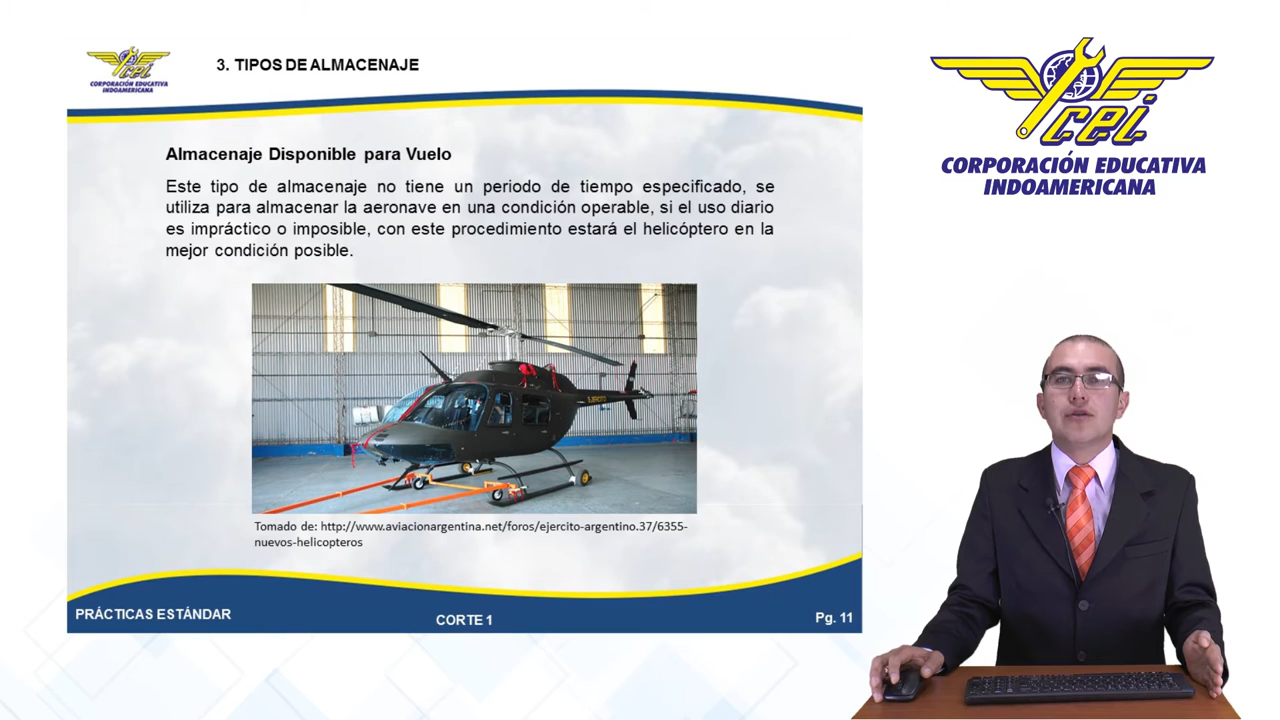 cei
CORPORACIÓN EDUCATIVA
INDOAMERICANA
3. TIPOS DE ALMACENAJE
Almacenaje Disponible para Vuelo
Este tipo de almacenaje no tiene un periodo de tiempo especificado, se
utiliza para almacenar la aeronave en una condición operable, si el uso diario
es impráctico o imposible, con este procedimiento estará el helicóptero en la
mejor condición posible.
EJERCITO
Tomado de: http://www.aviacionargentina.net/foros/ejercito-argentino.37/6355-
nuevos-helicopteros
PRÁCTICAS ESTÁNDAR
CORTE 1
Pg. 11
cei
CORPORACIÓN EDUCATIVA
INDOAMERICANA